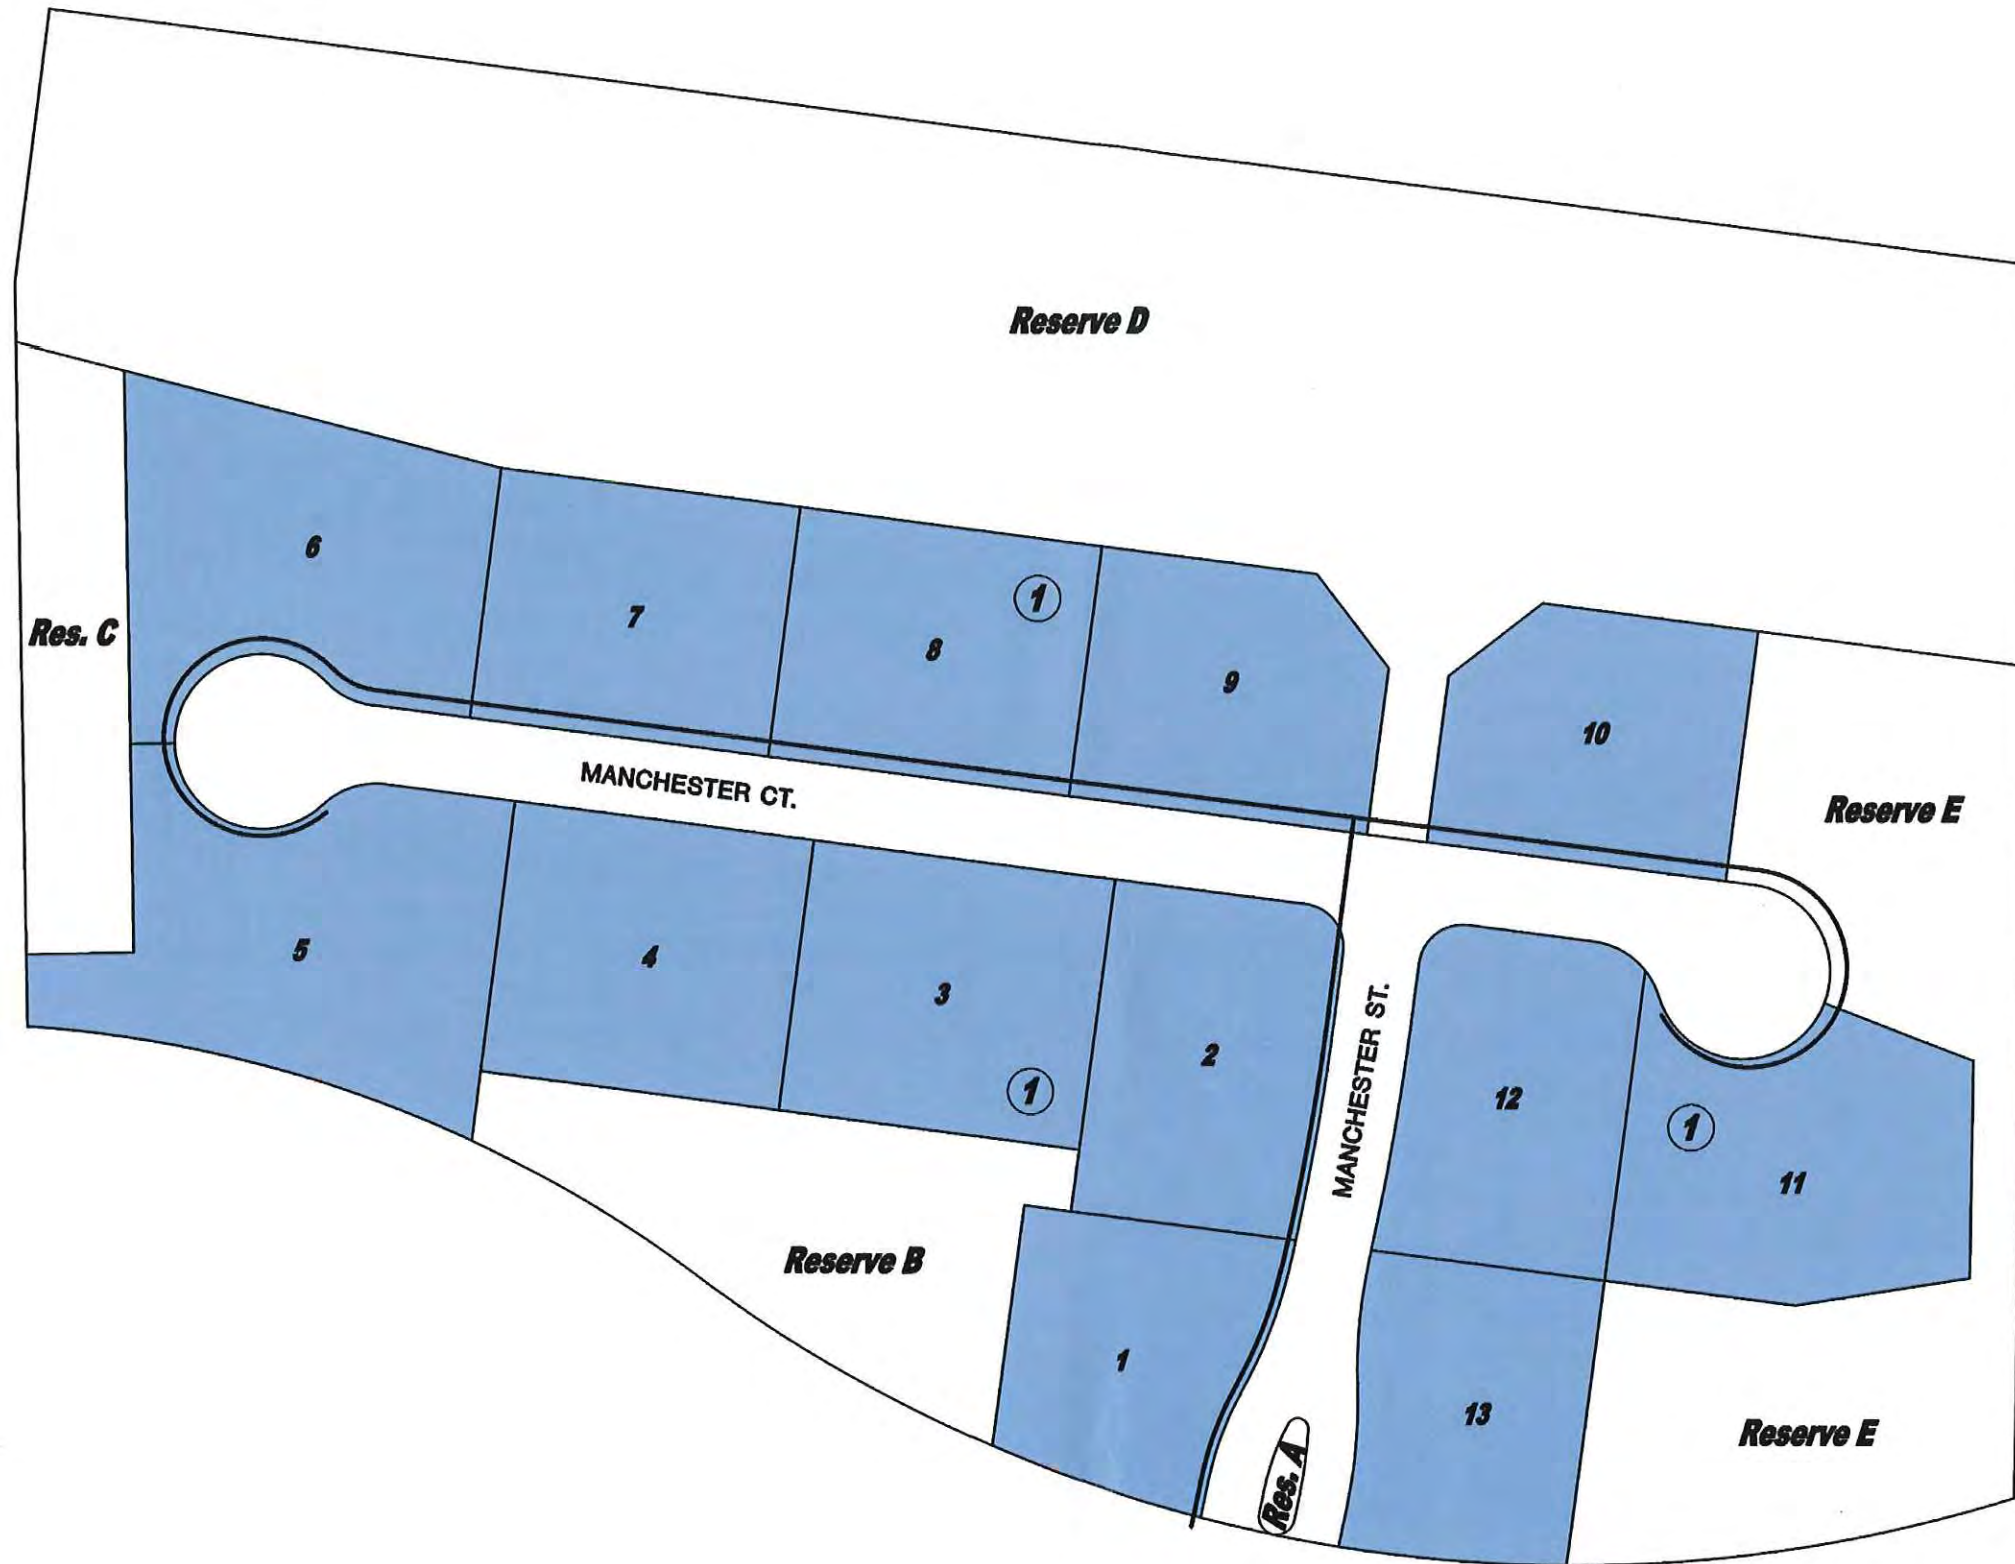 Reserve D
6
1
7
Res. C
8
9
10
MANCHESTER CT.
Reserve E
5
4
3
MANCHESTER ST.
2
1
12
1
11
Reserve B
1
13
Reserve E
Res. A